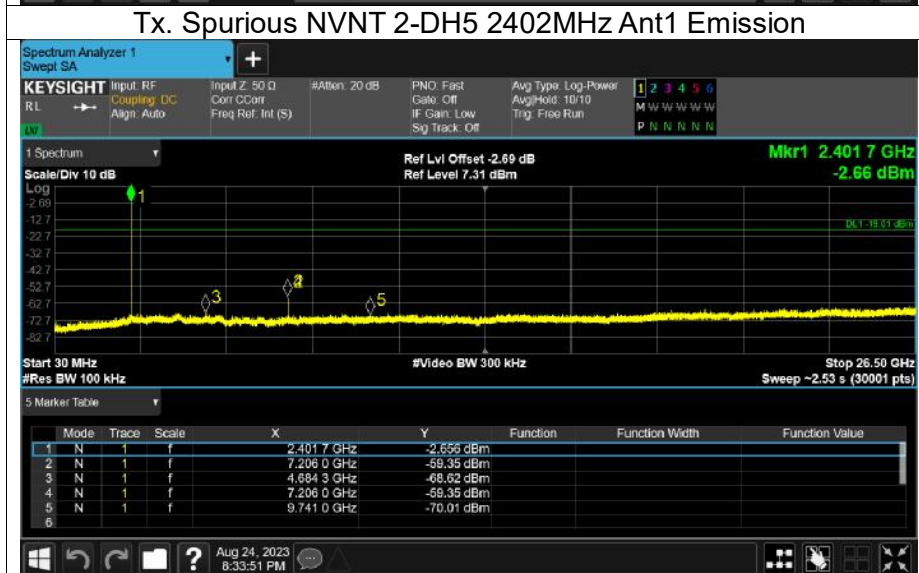 Tx. Spurious NVNT 2-DH5 2402MHz Ant1 Emission
Spectrum Analyzer 1
Swept SA
+
KEYSIGHT
RL
LXI
Input: RF
Coupling: DC
Align: Auto
Input Z: 50 Ω
Corr CCorr
Freq Ref: Int (S)
#Atten: 20 dB
PNO: Fast
Gate: Off
IF Gain: Low
Sig Track: Off
Avg Type: Log-Power
Avg|Hold: 10/10
Trig: Free Run
1 2 3 4 5 6
M W W W W W
P N N N N N
1 Spectrum
Scale/Div 10 dB
Ref Lvl Offset -2.69 dB
Ref Level 7.31 dBm
Mkr1 2.401 7 GHz
-2.66 dBm
Log
-2.69
-12.7
-22.7
-32.7
-42.7
-52.7
-62.7
-72.7
-82.7
1
3
5
DL1 -19.01 dBm
Start 30 MHz
#Res BW 100 kHz
#Video BW 300 kHz
Stop 26.50 GHz
Sweep ~2.53 s (30001 pts)
5 Marker Table
Mode Trace Scale X Y Function Function Width Function Value
1 N 1 f 2.401 7 GHz -2.656 dBm
2 N 1 f 7.206 0 GHz -59.35 dBm
3 N 1 f 4.684 3 GHz -68.62 dBm
4 N 1 f 7.206 0 GHz -59.35 dBm
5 N 1 f 9.741 0 GHz -70.01 dBm
6
?
Aug 24, 2023
8:33:51 PM